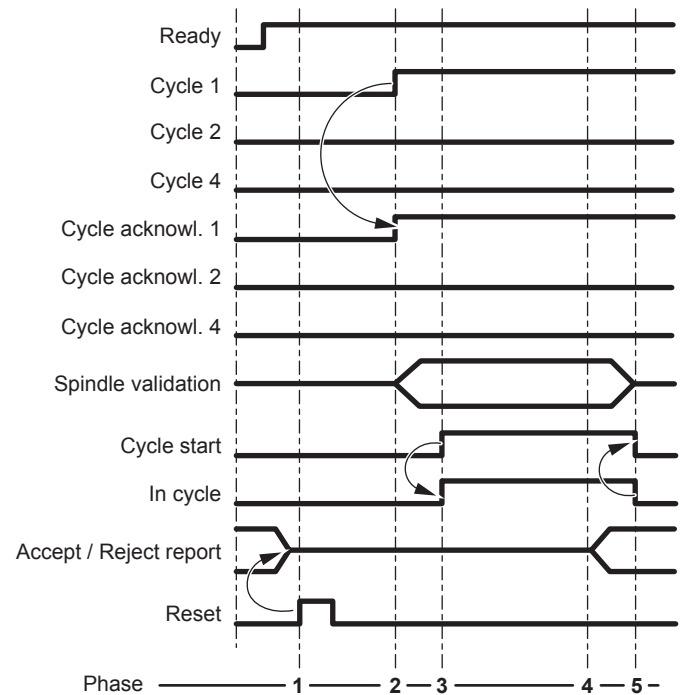 Ready
Cycle 1
Cycle 2
Cycle 4
Cycle acknowl. 1
Cycle acknowl. 2
Cycle acknowl. 4
Spindle validation
Cycle start
In cycle
Accept / Reject report
Reset
Phase 1 2 3 4 5